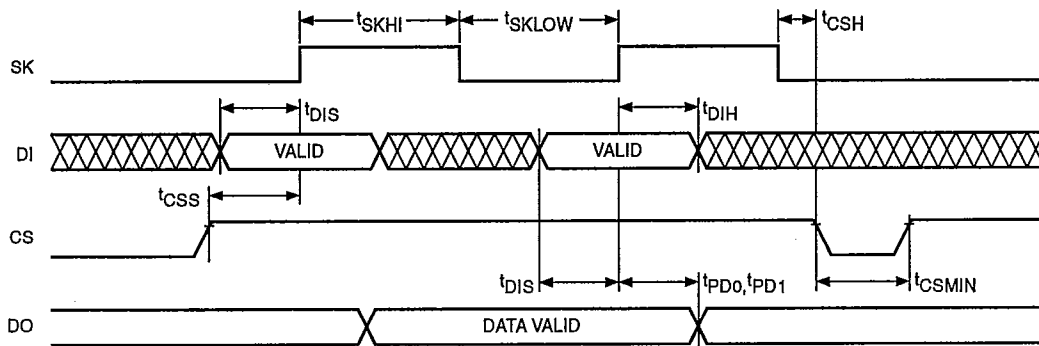 tSKHI tSKLOW tCSH
SK
tDIS tDIH
DI VALID VALID
tCSS
CS
tDIS tPD0,tPD1 tCSMIN
DO DATA VALID